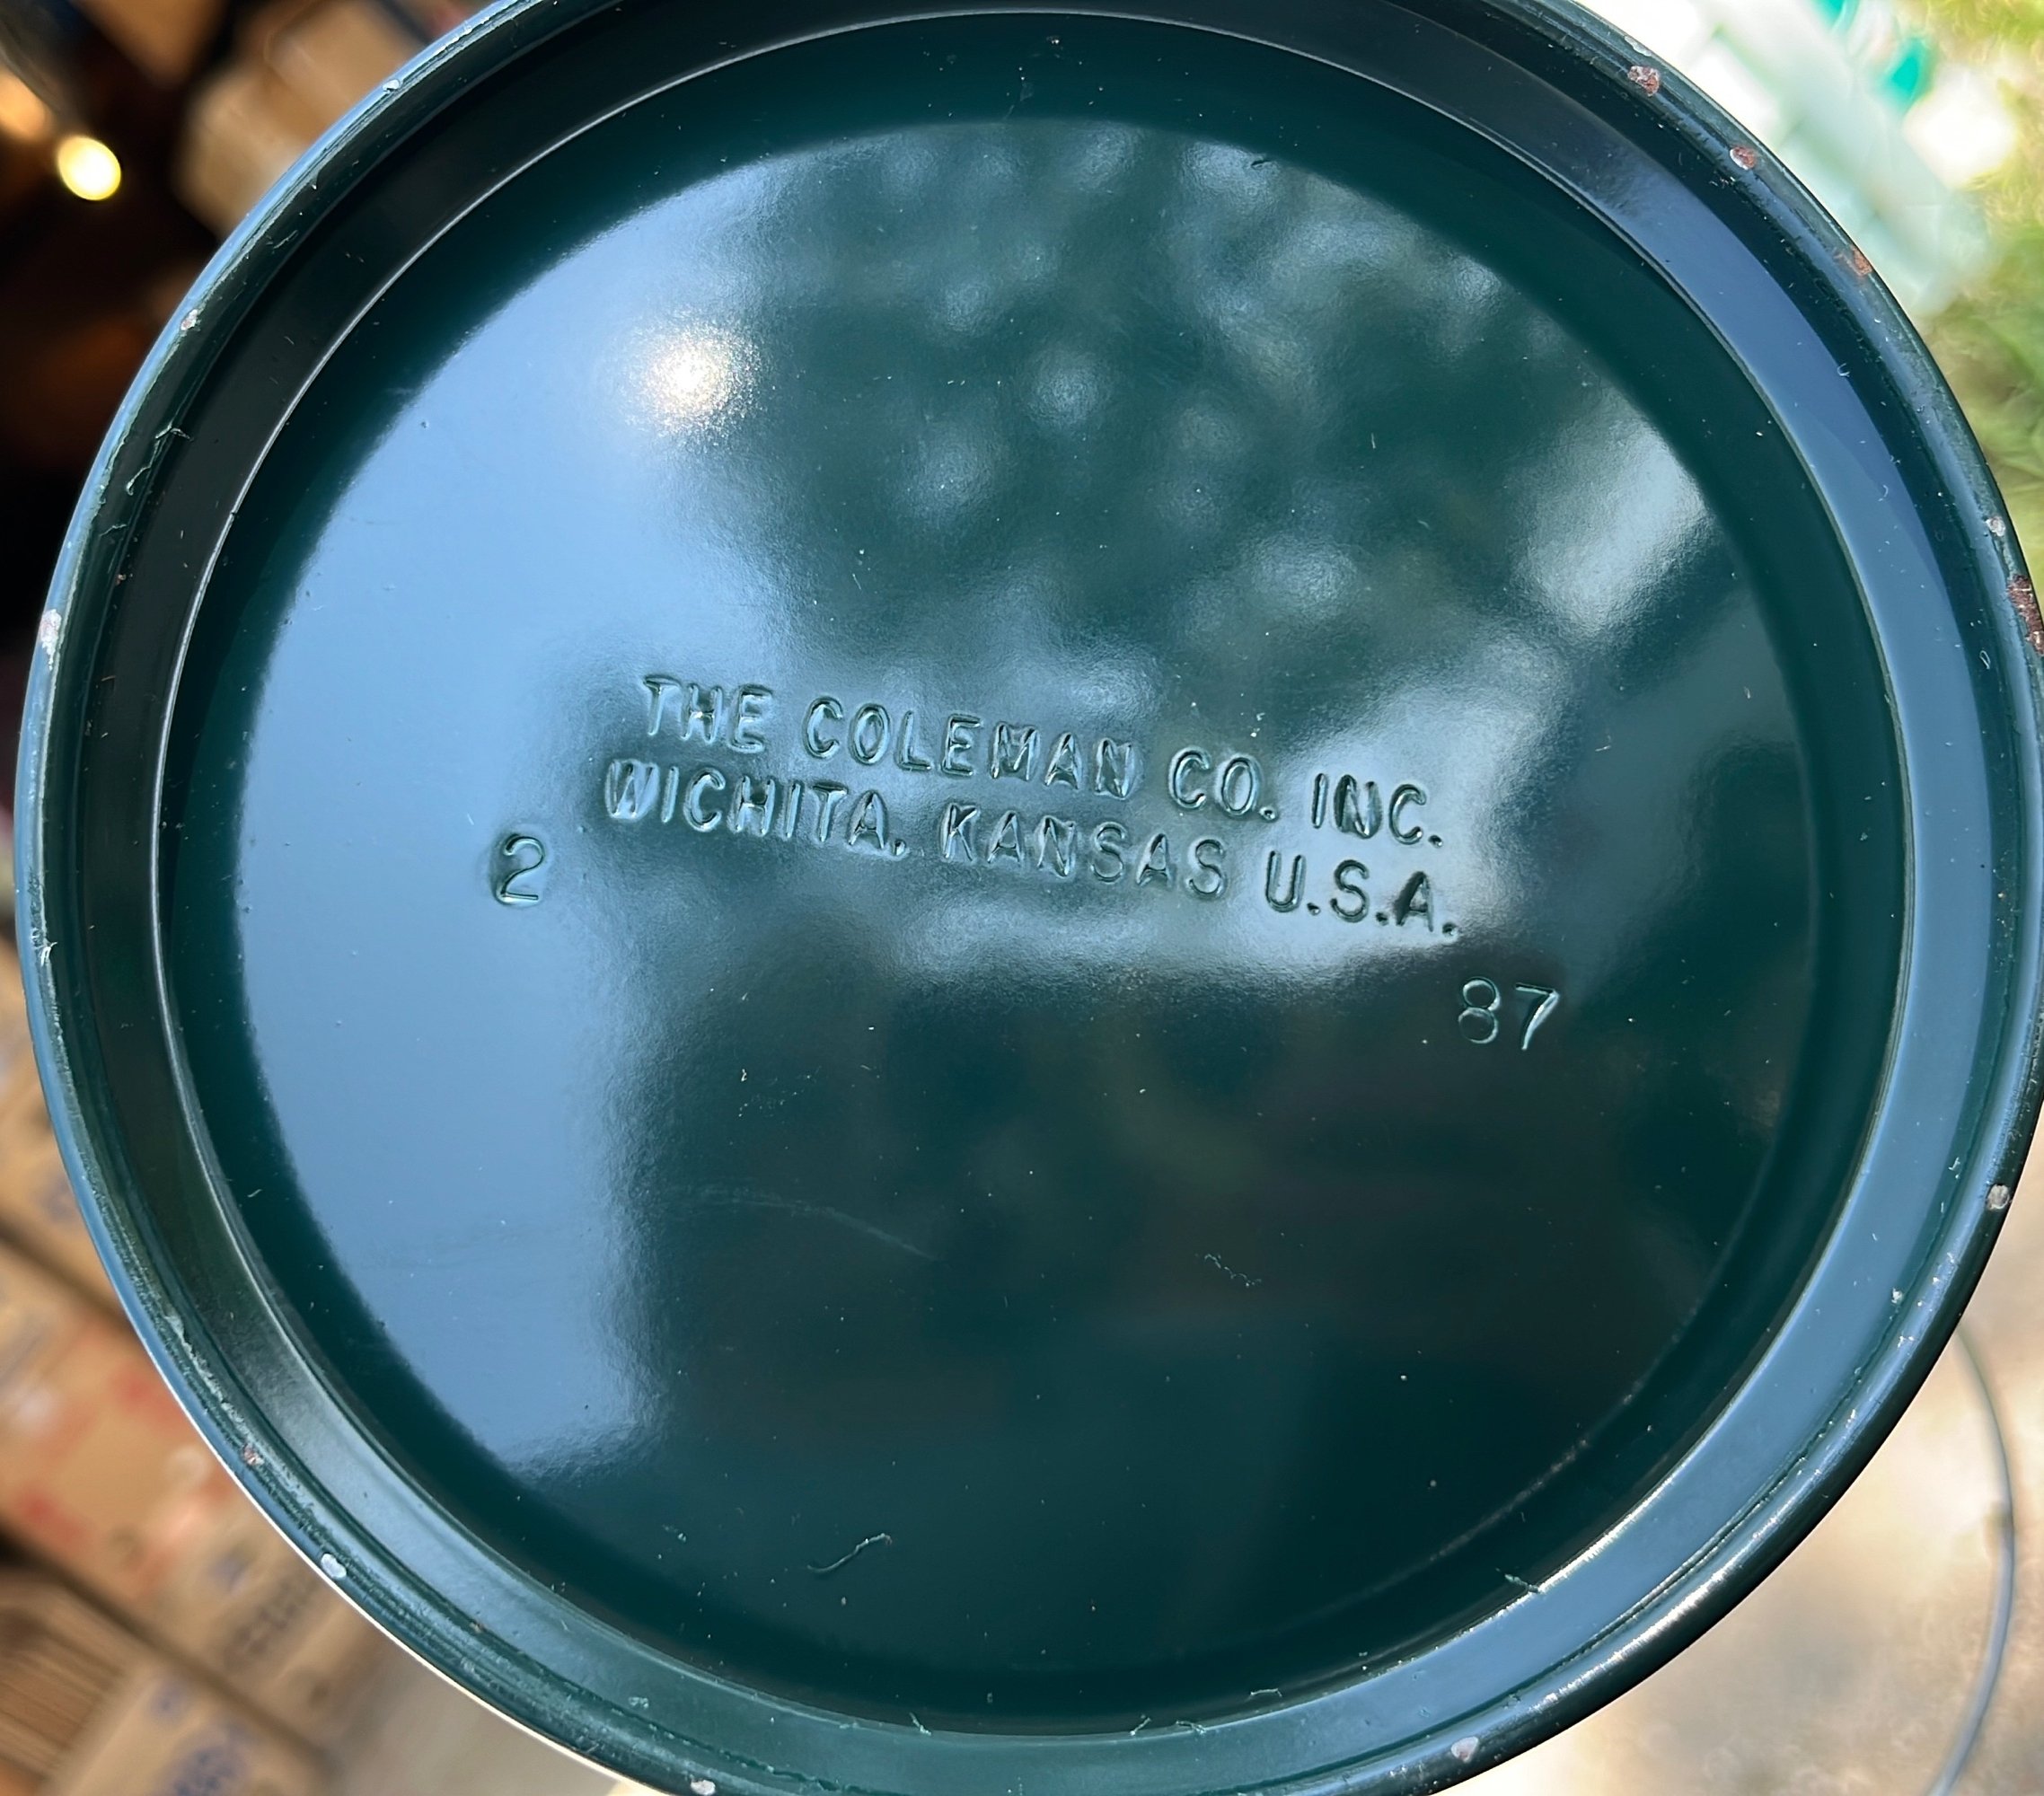 THE COLEMAN CO. INC.
WICHITA, KANSAS U.S.A.
2
87